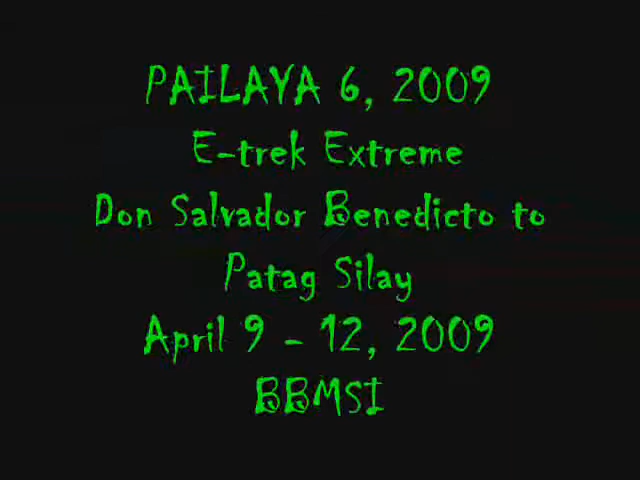 PAILAYA 6, 2009
E-trek Extreme
Don Salvador Benedicto to
Patag Silay
April 9 - 12, 2009
BBMSI